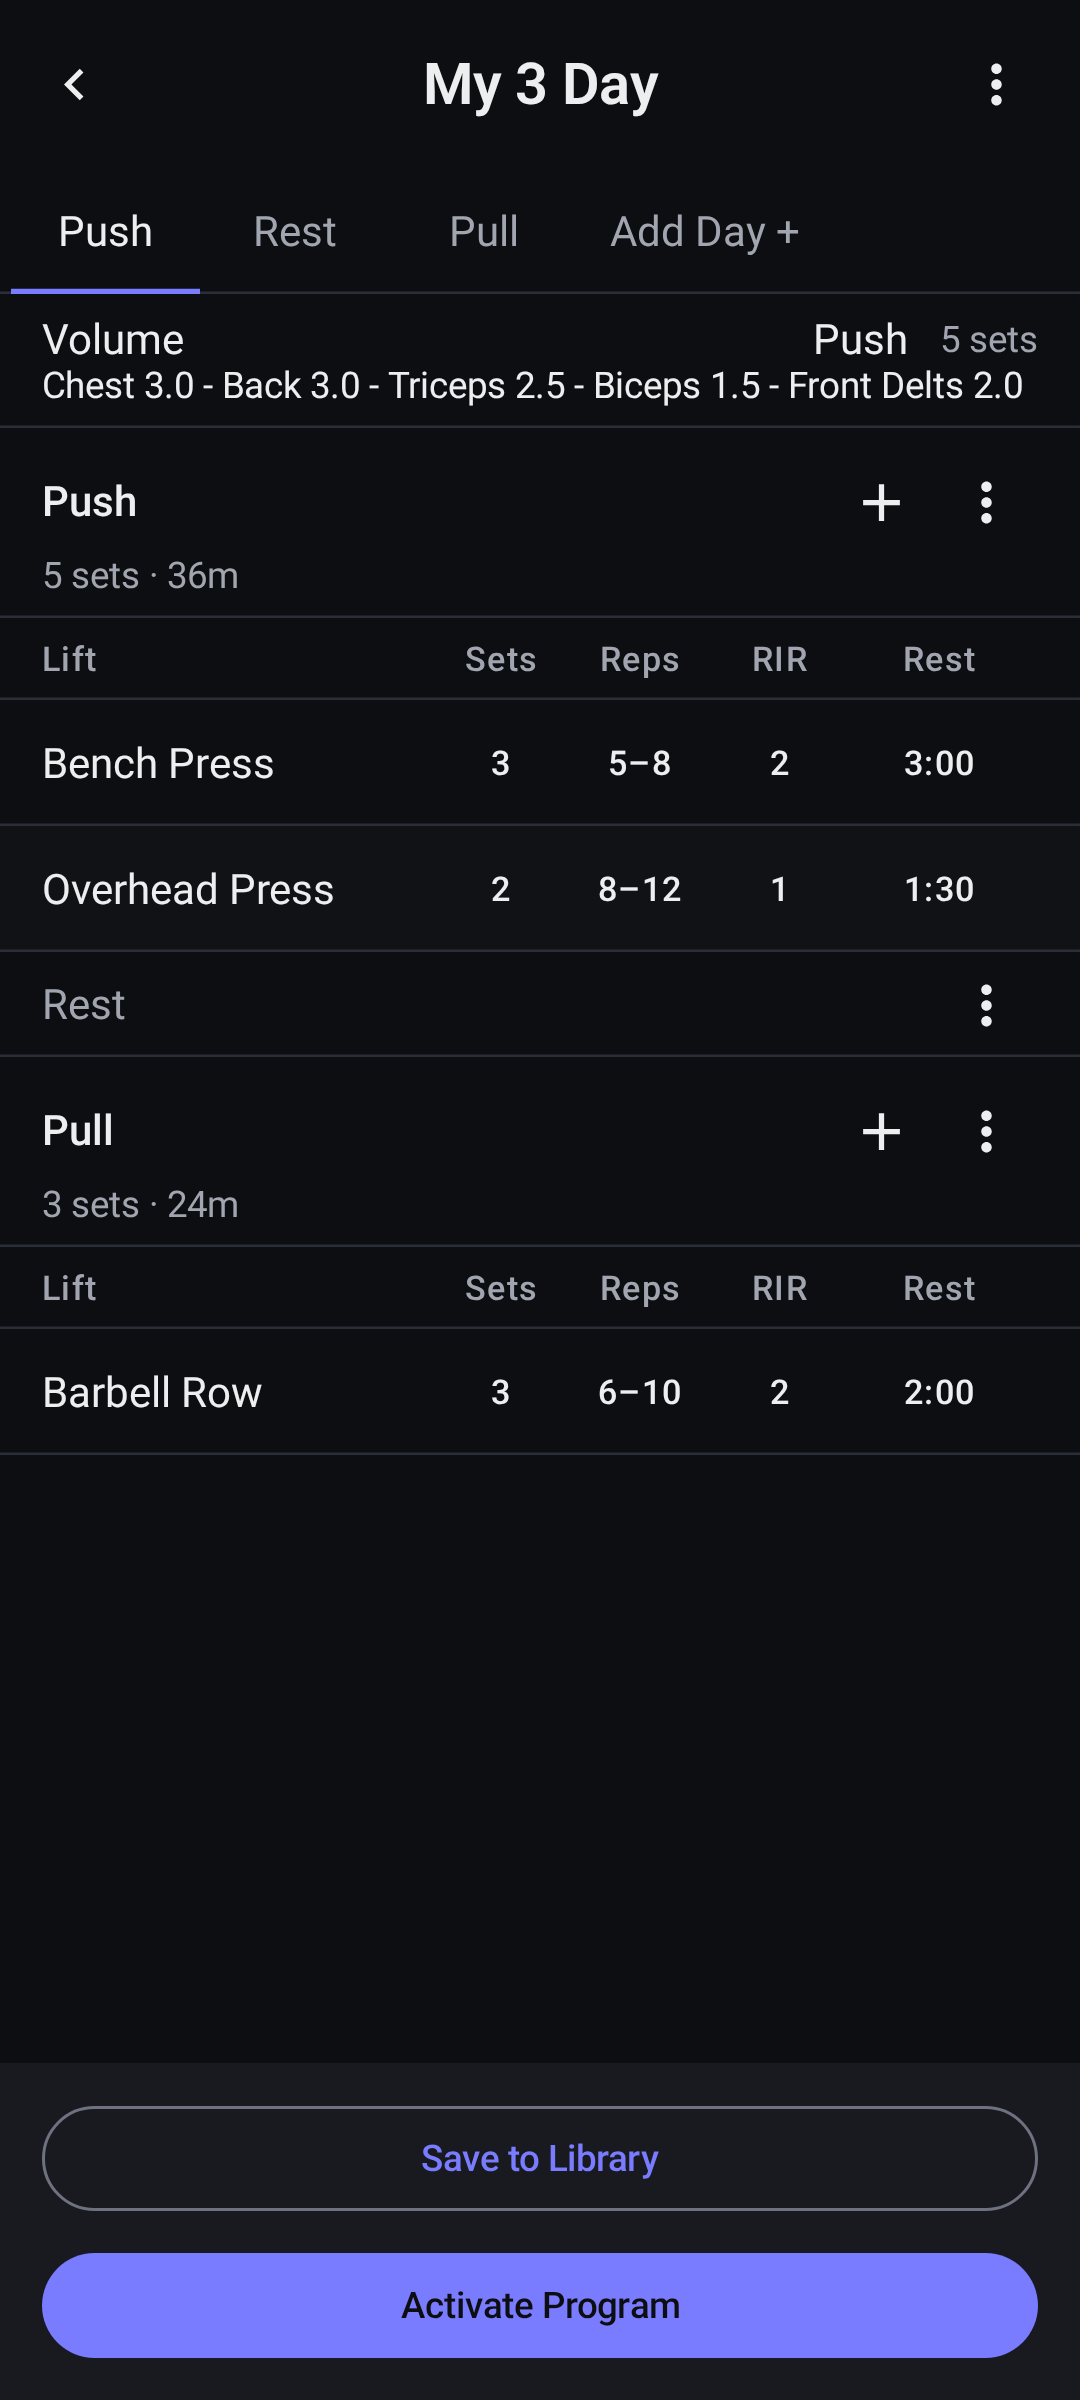 My 3 Day
Push Rest Pull Add Day +
Volume Push 5 sets
Chest 3.0 - Back 3.0 - Triceps 2.5 - Biceps 1.5 - Front Delts 2.0
Push
5 sets · 36m
Lift Sets Reps RIR Rest
Bench Press 3 5–8 2 3:00
Overhead Press 2 8–12 1 1:30
Rest
Pull
3 sets · 24m
Lift Sets Reps RIR Rest
Barbell Row 3 6–10 2 2:00
Save to Library
Activate Program